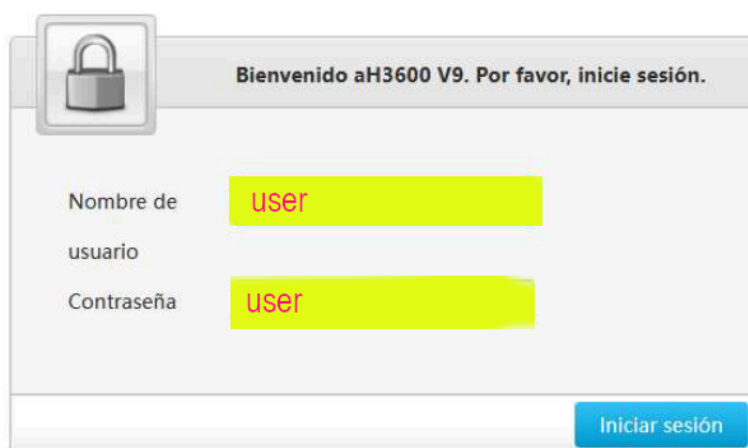 Bienvenido aH3600 V9. Por favor, inicie sesión.
Nombre de
user
usuario
Contraseña
user
Iniciar sesión